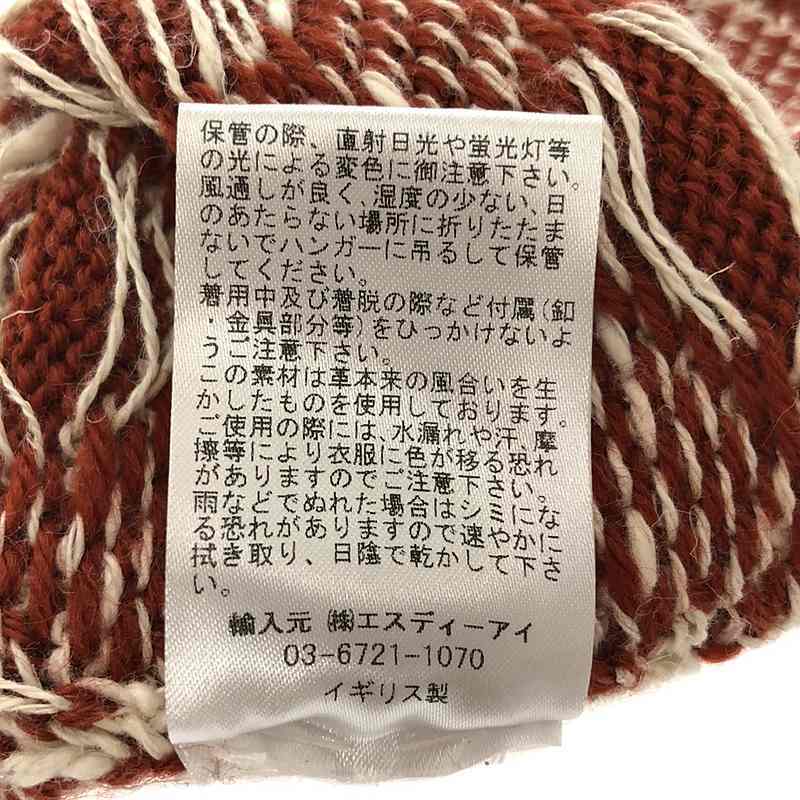 保管の際、直射日光や蛍光灯等
の光による変色に御注意下さい。
風通しが良く、湿度の少ない、日
のあたらない場所に折りたたま
ないでハンガーに吊るして保管
してください。
着用中及び着脱の際など付属(釦
・金具部分等)をひっかけないよ
うご注意下さい。
この素材は革本来の風合いを生
かしたものを使用しております。
ご使用の際には、水漏れや汗、摩
擦等により衣服に色が移る恐れ
がありますのでご注意下さい。
雨などでぬれた場合はシミにな
る恐れがありますので速やかに
拭き取り、日陰で乾かして下さ
い。
輸入元 ㈱エスディーアイ
03-6721-1070
イギリス製